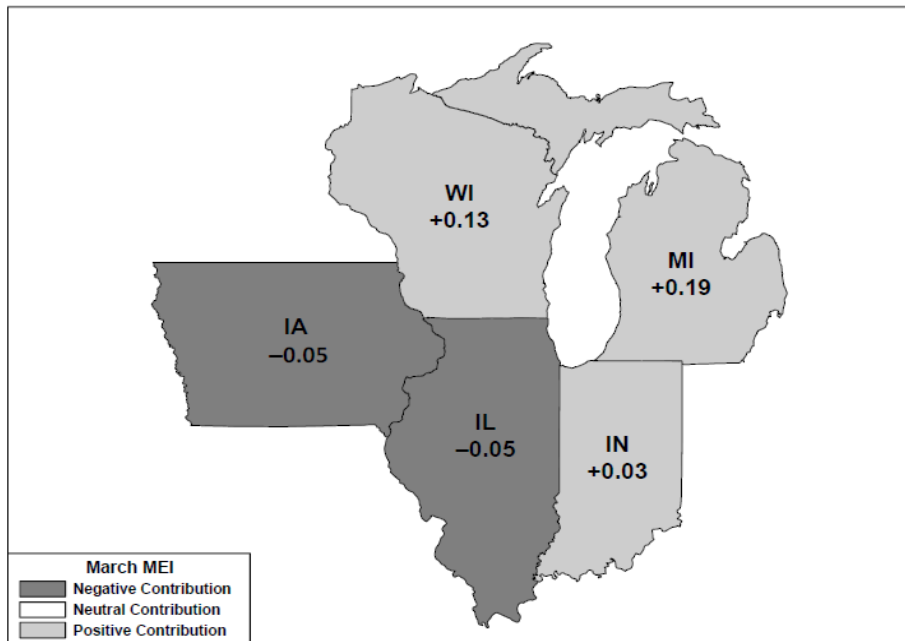 WI
+0.13
MI
+0.19
IA
–0.05
IL
–0.05
IN
+0.03
March MEI
Negative Contribution
Neutral Contribution
Positive Contribution